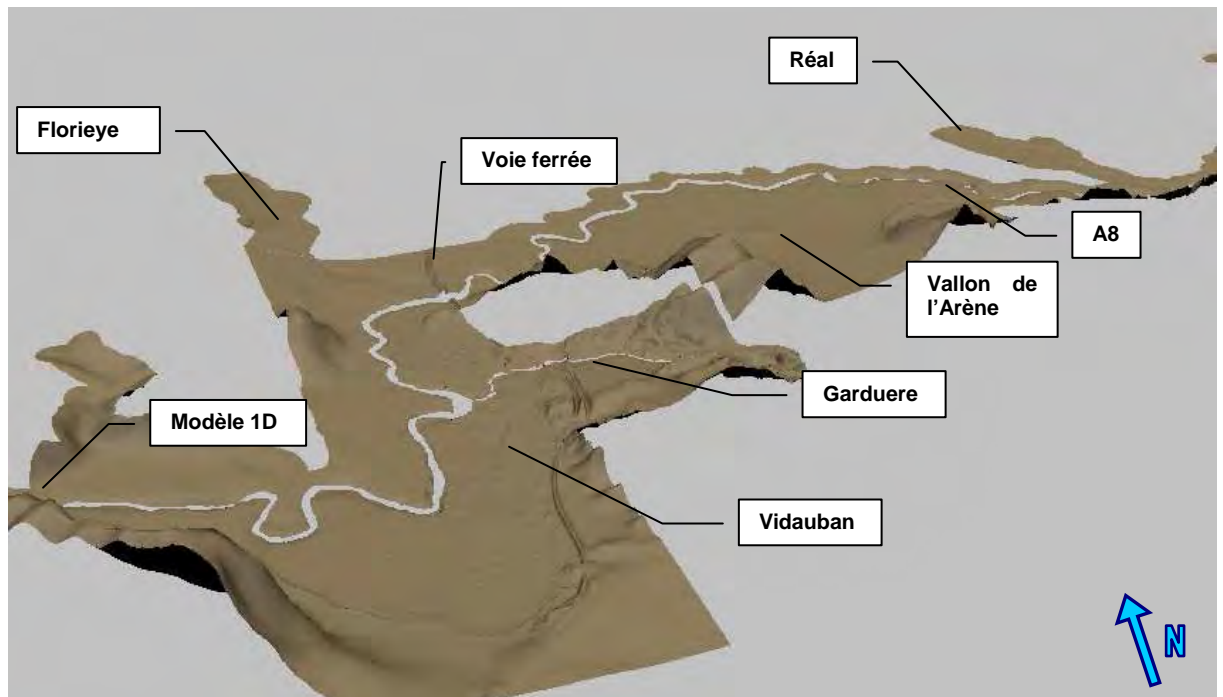 Réal
Florieye
Voie ferrée
A8
Vallon de
l'Arène
Garduere
Modèle 1D
Vidauban
N